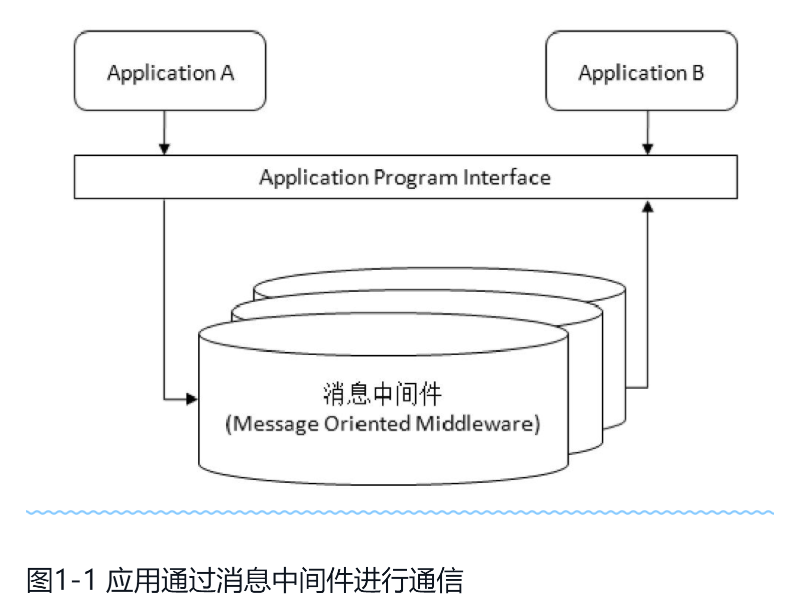 Application A
Application B
Application Program Interface
消息中间件
(Message Oriented Middleware)
图1-1 应用通过消息中间件进行通信